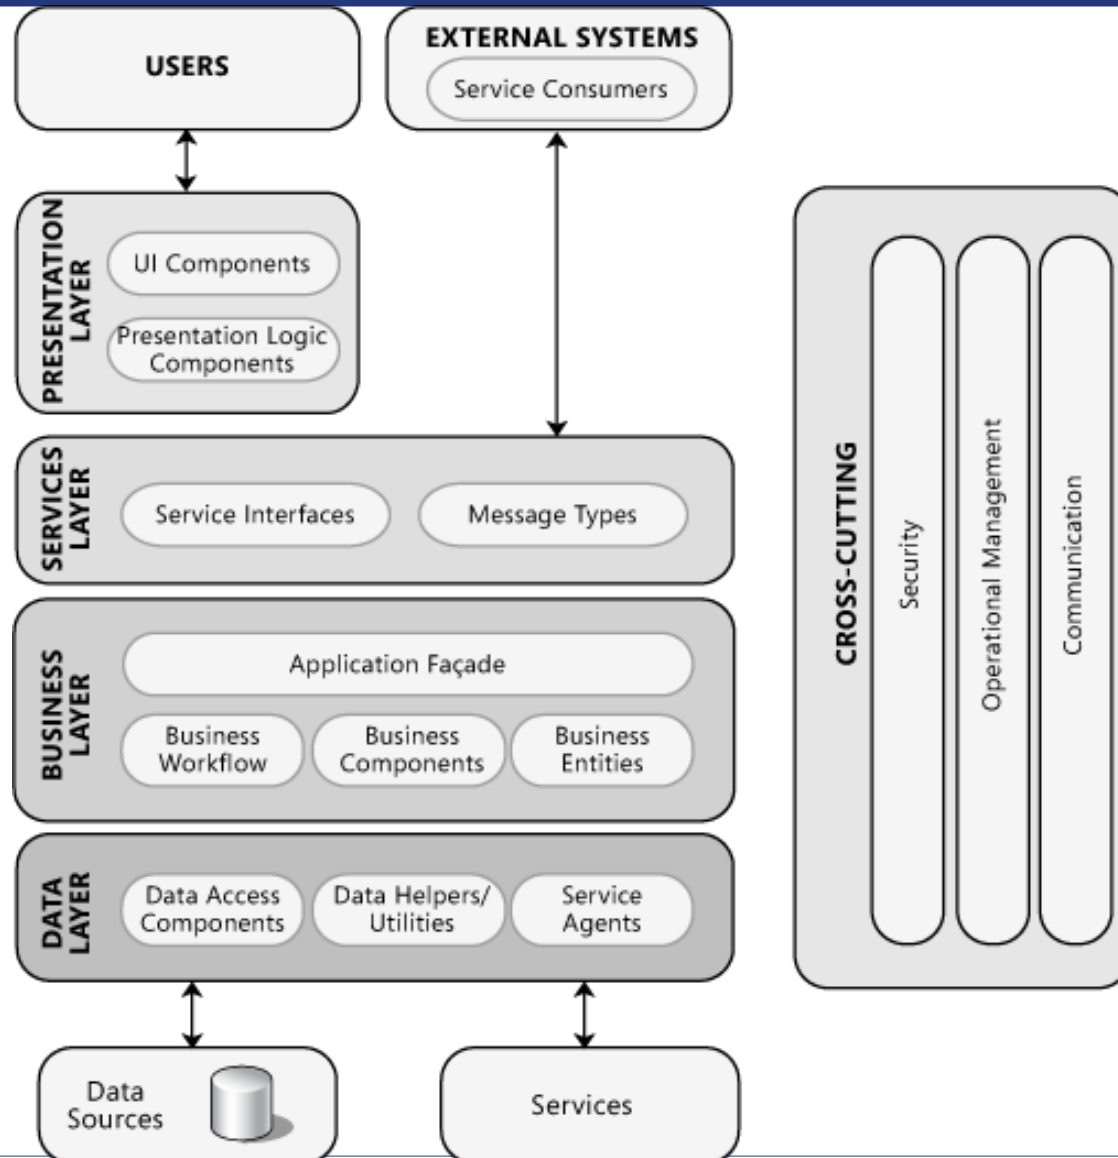 USERS
EXTERNAL SYSTEMS
Service Consumers
PRESENTATION
LAYER
UI Components
Presentation Logic
Components
SERVICES
LAYER
Service Interfaces
Message Types
BUSINESS
LAYER
Application Façade
Business
Workflow
Business
Components
Business
Entities
DATA
LAYER
Data Access
Components
Data Helpers/
Utilities
Service
Agents
Data
Sources
Services
CROSS-CUTTING
Security
Operational Management
Communication